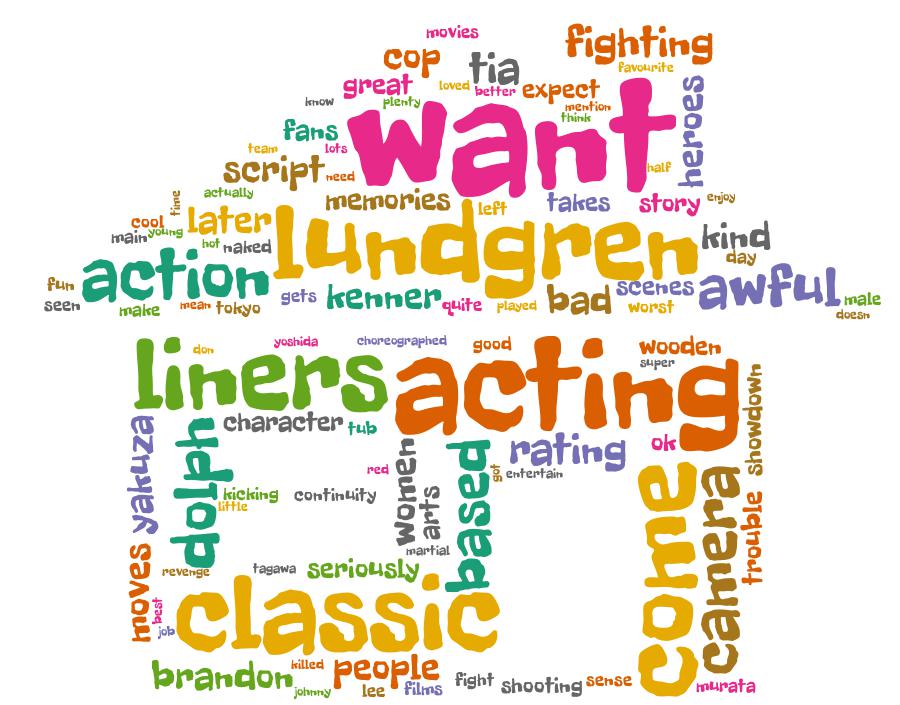 movies
fighting
cop
tia
favourite
great
loved
better
expect
know
plenty
mention
think
want
heroes
fans
team
lots
half
script
need
actually
memories
left
takes
story
enjoy
time
cool
later
lundgren
main
young
hot
naked
kind
day
action
fun
seen
make
mean
tokyo
gets
kenner
quite
played
bad
scenes
worst
awful
male
doesn
liners
don
yoshida
choreographed
good
wooden
super
acting
showdown
character
tub
yakuza
dolph
women
arts
based
rating
ok
got
entertain
red
kicking
little
continuity
martial
come
camera
trouble
moves
revenge
tagawa
seriously
best
job
classic
brandon
killed
people
johnny
lee
films
fight
shooting
sense
murata